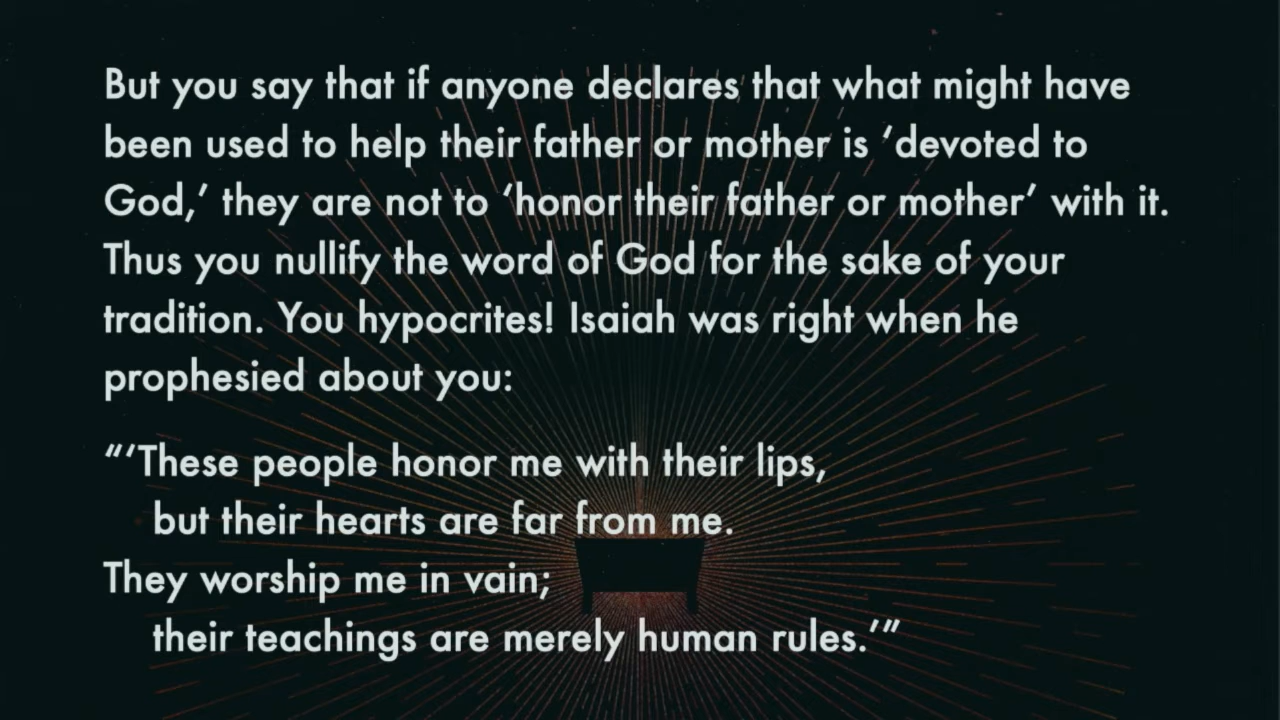 But you say that if anyone declares that what might have
been used to help their father or mother is ‘devoted to
God,’ they are not to ‘honor their father or mother’ with it.
Thus you nullify the word of God for the sake of your
tradition. You hypocrites! Isaiah was right when he
prophesied about you:
“‘These people honor me with their lips,
but their hearts are far from me.
They worship me in vain;
their teachings are merely human rules.’”